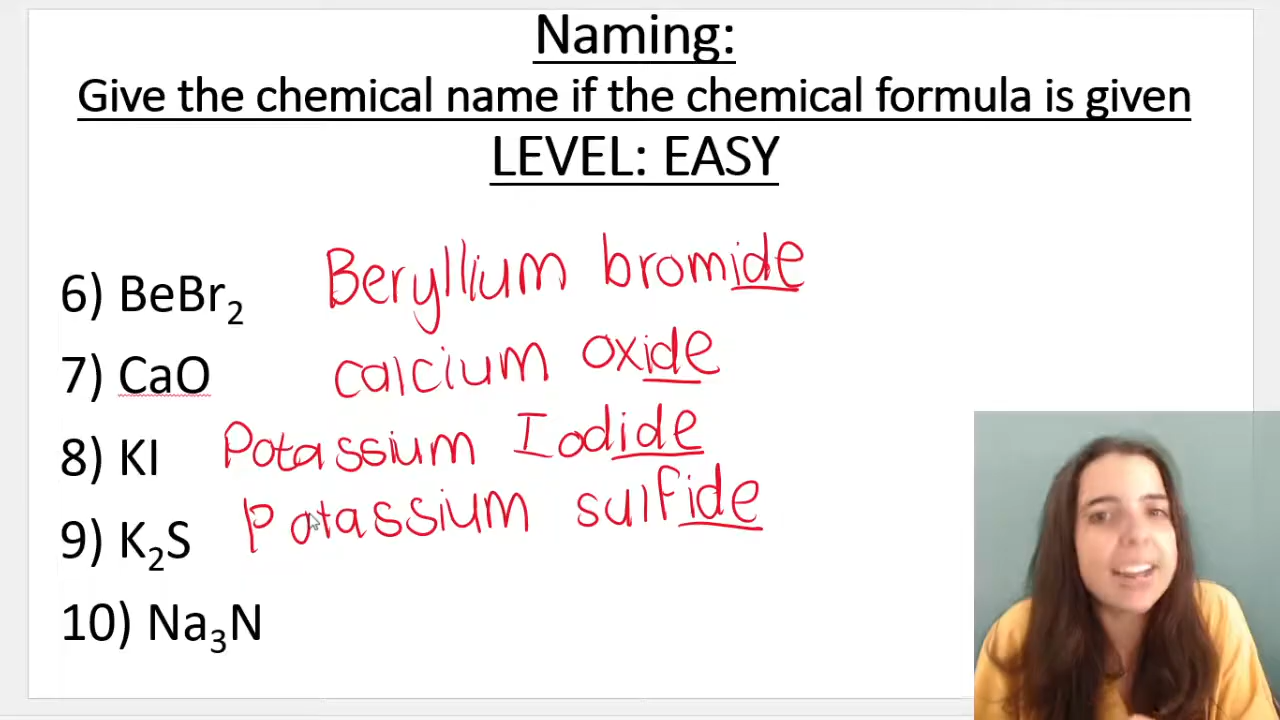 Naming:
Give the chemical name if the chemical formula is given
LEVEL: EASY
6) BeBr₂ Beryllium bromide
7) CaO calcium oxide
8) KI Potassium Iodide
9) K₂S Potassium sulfide
10) Na₃N